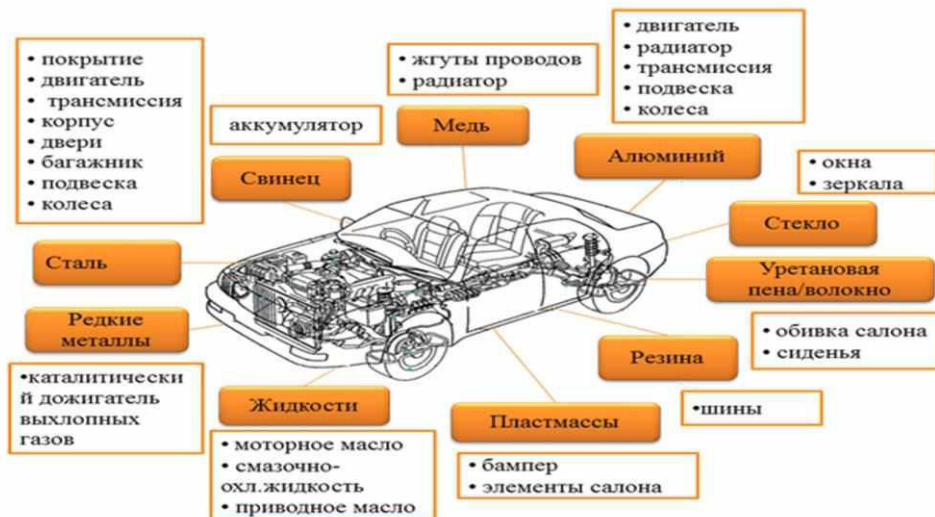 • покрытие
• двигатель
• трансмиссия
• корпус
• двери
• багажник
• подвеска
• колеса
Сталь
аккумулятор
Свинец
• жгуты проводов
• радиатор
Медь
• двигатель
• радиатор
• трансмиссия
• подвеска
• колеса
Алюминий
• окна
• зеркала
Стекло
Уретановая
пена/волокно
• обивка салона
• сиденья
Резина
•шины
Редкие
металлы
•каталитически
й дожигатель
выхлопных
газов
Жидкости
• моторное масло
• смазочно-
охл.жидкость
• приводное масло
Пластмассы
• бампер
• элементы салона